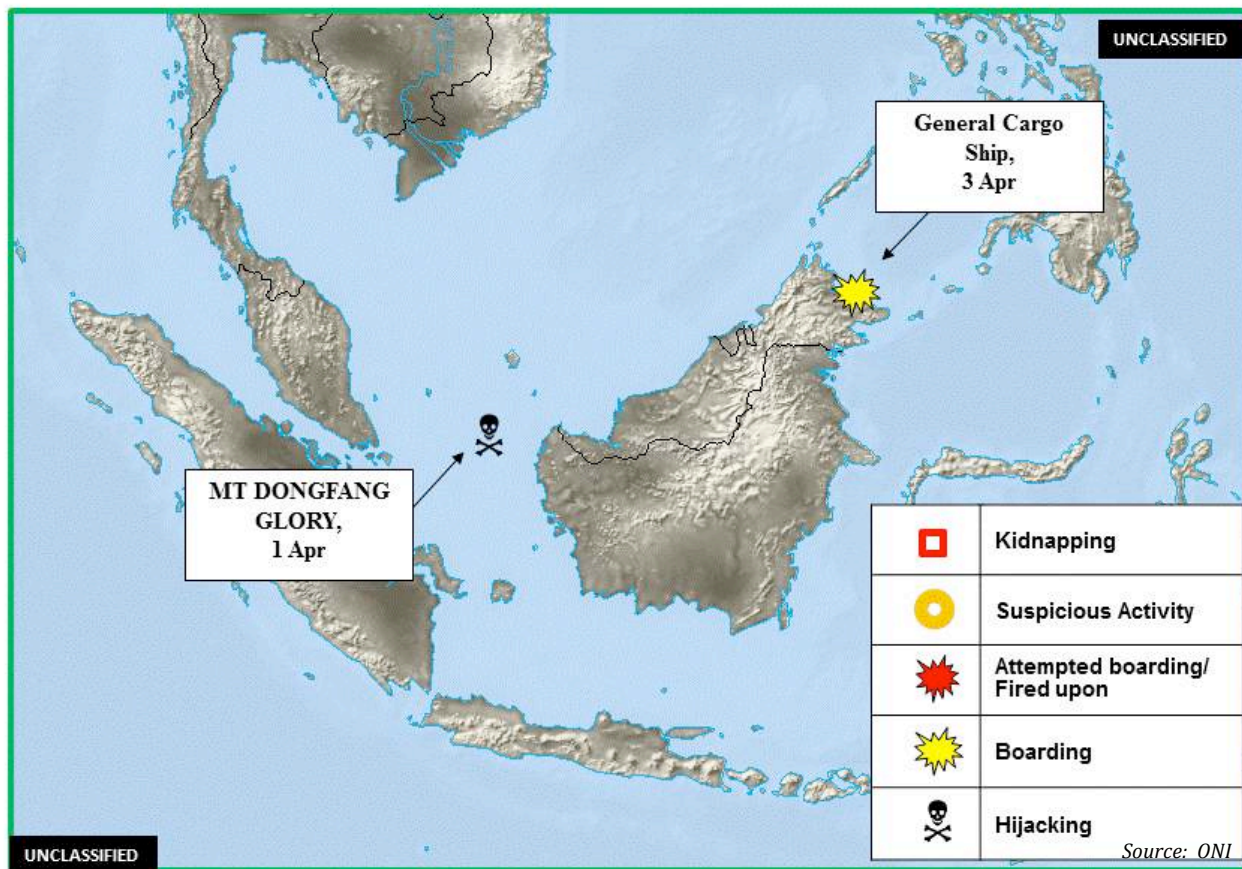 UNCLASSIFIED
General Cargo
Ship,
3 Apr
MT DONGFANG
GLORY,
1 Apr
Kidnapping
Suspicious Activity
Attempted boarding/
Fired upon
Boarding
Hijacking
Source: ONI
UNCLASSIFIED